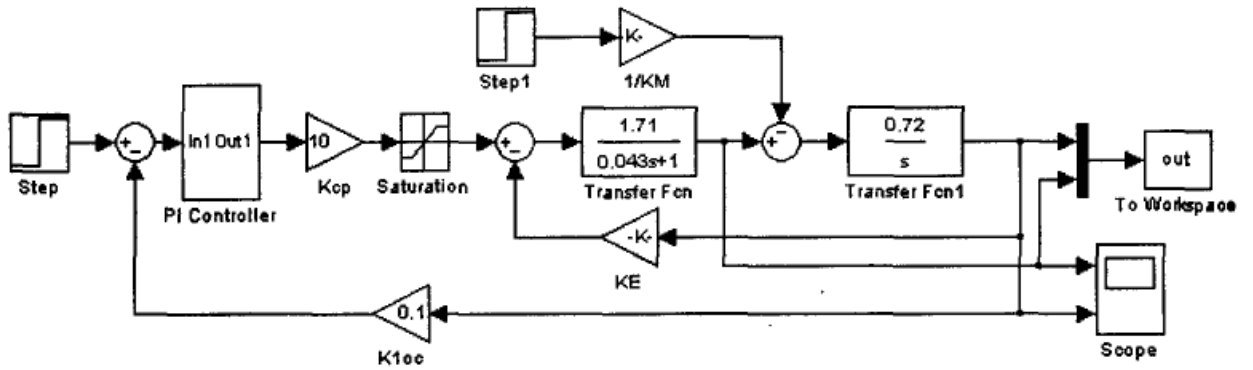 K-
Step1
1/KM
In1 Out1
10
1.71
0.043s+1
0.72
s
out
Step
PI Controller
Kcp
Saturation
Transfer Fcn
Transfer Fcn1
To Workspace
-K-
KE
0.1
K1oc
Scope